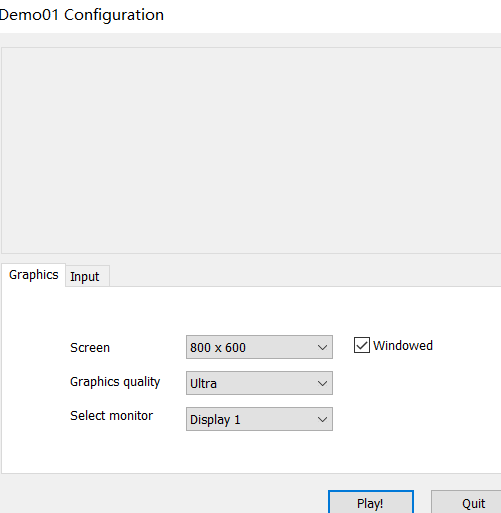 Demo01 Configuration
Graphics Input
Screen 800 x 600 Windowed
Graphics quality Ultra
Select monitor Display 1
Play! Quit